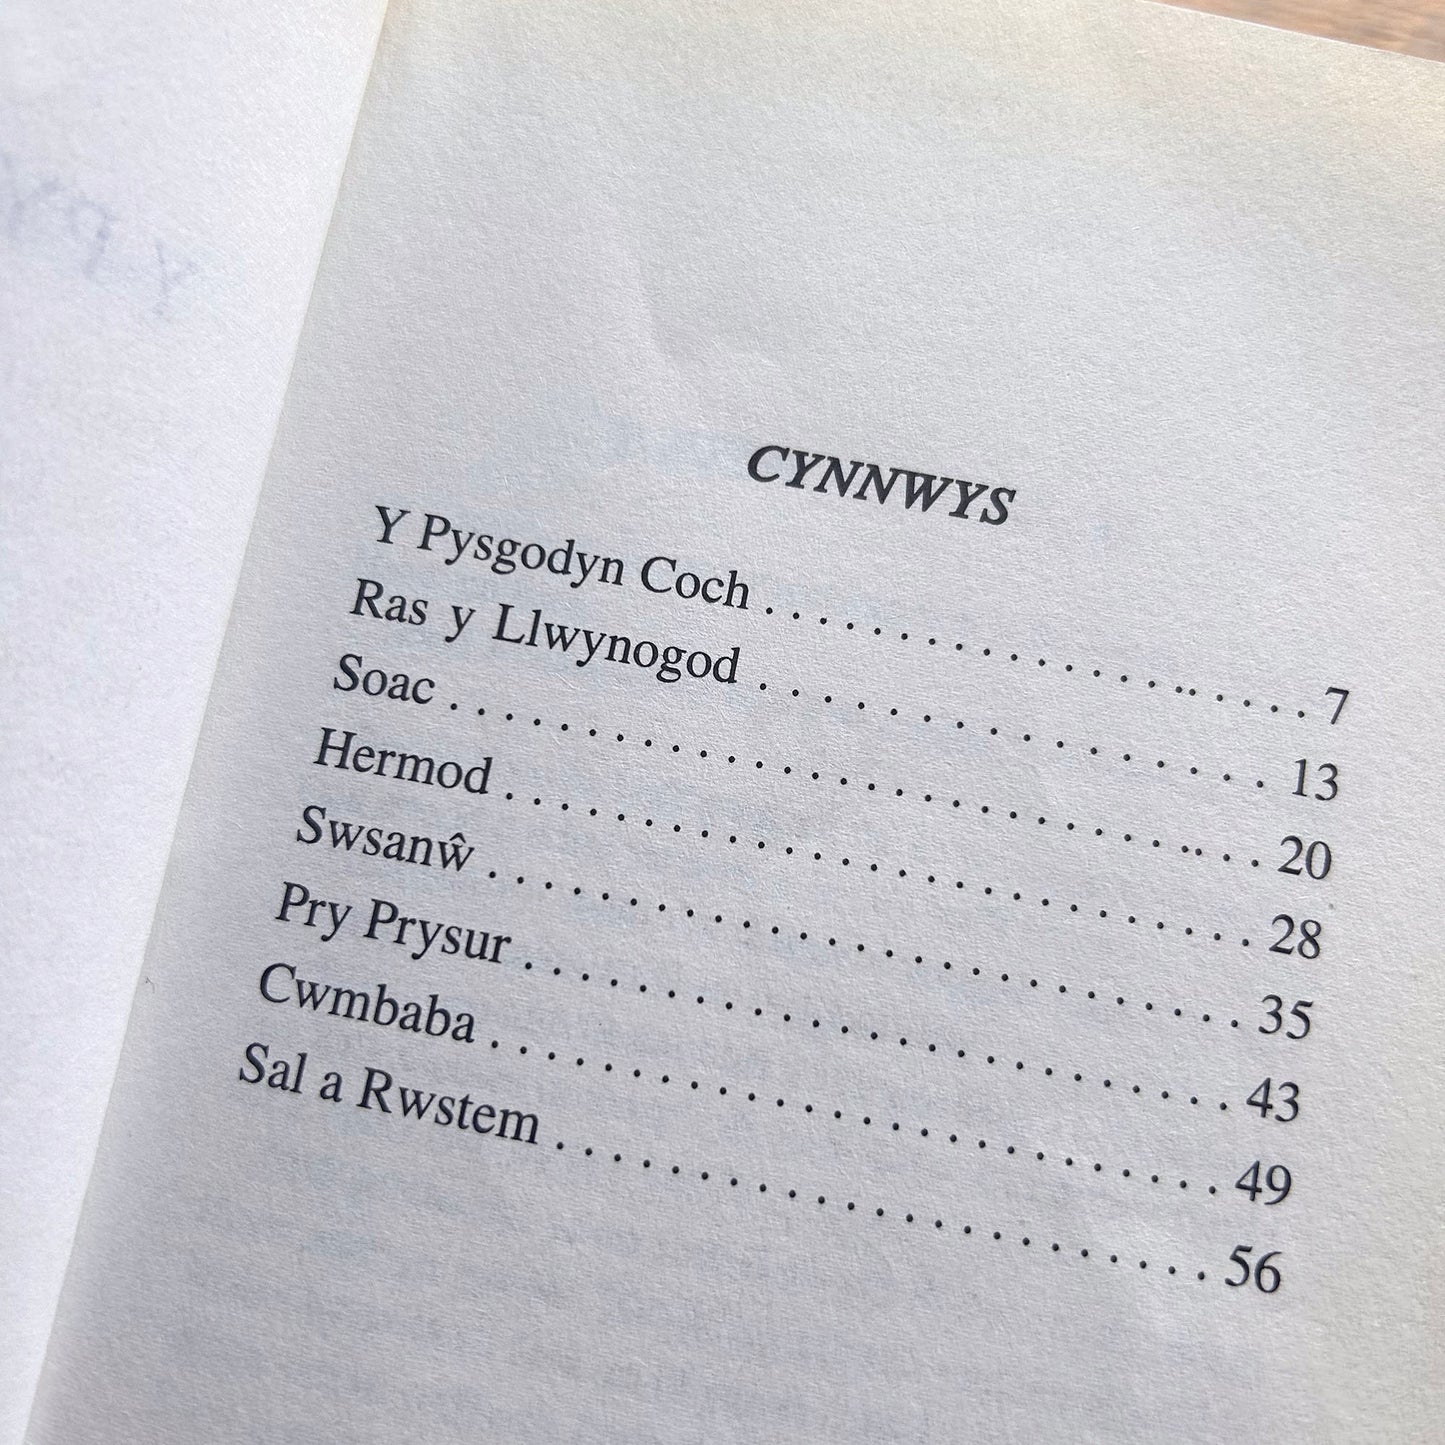 CYNNWYS
Y Pysgodyn Coch . . . . . . . . . . . . . . . . .. . . . . 7
Ras y Llwynogod . . . . . . . . . . . . . . . . . . . 13
Soac . . . . . . . . . . . . . . . . . . . . . . . . . . .. . . 20
Hermod . . . . . . . . . . . . . . . . . . . . . . . . . . . 28
Swsanŵ . . . . . . . . . . . . . . . . . . . . . . . . . . . 35
Pry Prysur . . . . . . . . . . . . . . . . . . . . . . . . . 43
Cwmbaba . . . . . . . . . . . . . . . . . . . . . . . . . . 49
Sal a Rwstem . . . . . . . . . . . . . . . . . . . . . . . 56